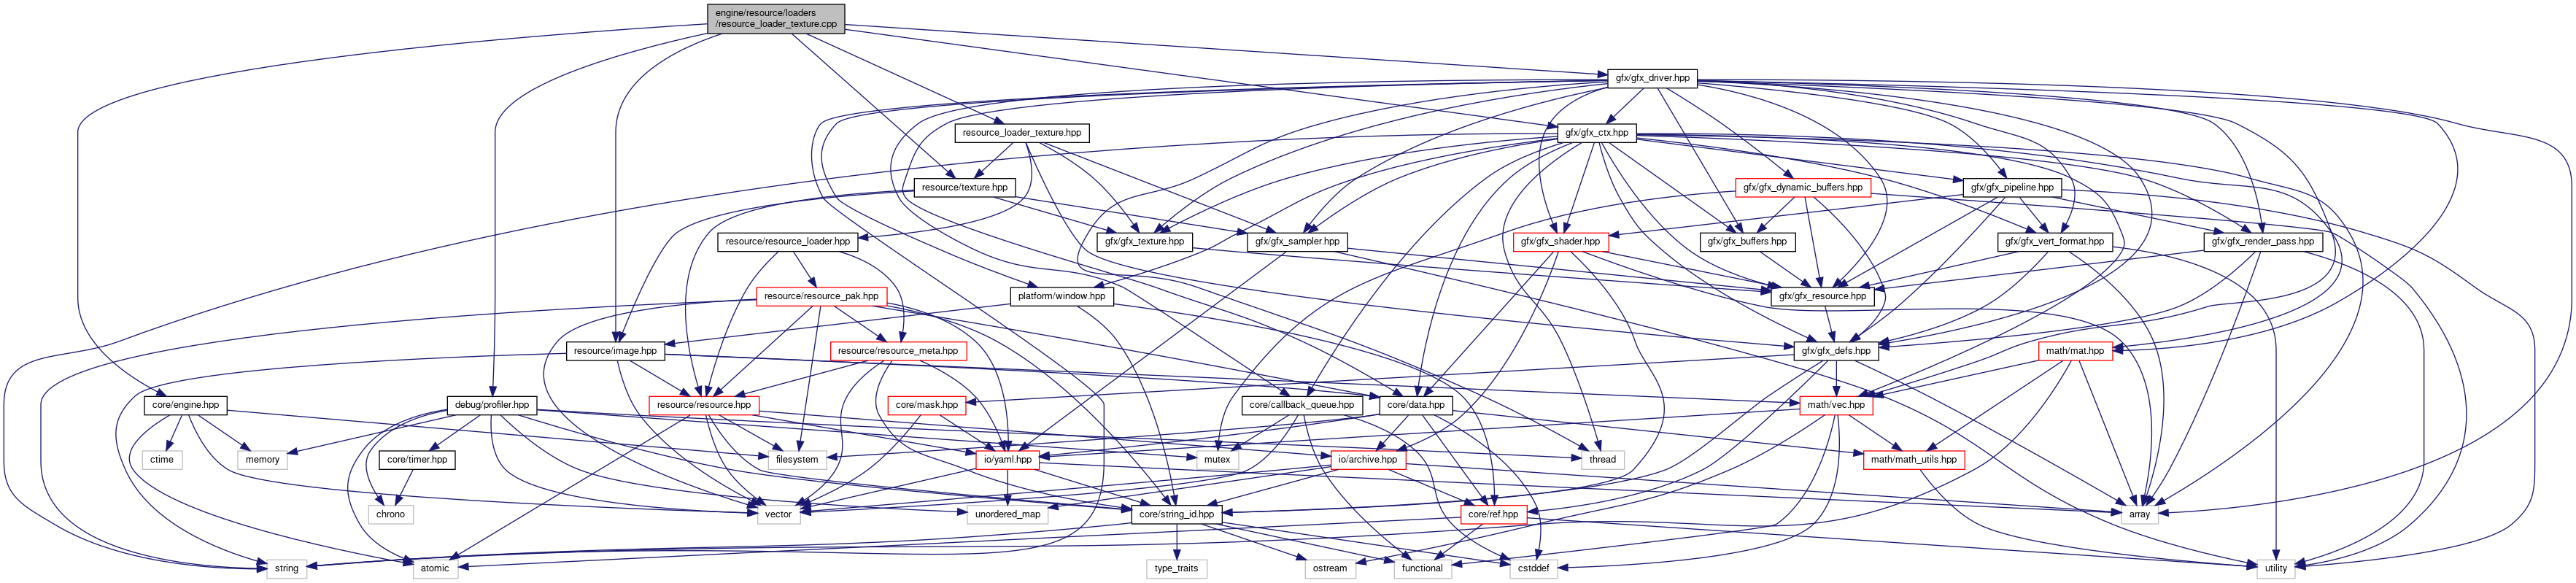 engine/resource/loaders
/resource_loader_texture.cpp
gfx/gfx_driver.hpp
resource_loader_texture.hpp
gfx/gfx_ctx.hpp
resource/texture.hpp
gfx/gfx_dynamic_buffers.hpp
gfx/gfx_pipeline.hpp
resource/resource_loader.hpp
gfx/gfx_texture.hpp
gfx/gfx_sampler.hpp
gfx/gfx_shader.hpp
gfx/gfx_buffers.hpp
gfx/gfx_vert_format.hpp
gfx/gfx_render_pass.hpp
resource/resource_pak.hpp
platform/window.hpp
gfx/gfx_resource.hpp
resource/image.hpp
resource/resource_meta.hpp
gfx/gfx_defs.hpp
math/mat.hpp
core/engine.hpp
debug/profiler.hpp
resource/resource.hpp
core/mask.hpp
core/callback_queue.hpp
core/data.hpp
math/vec.hpp
ctime
memory
core/timer.hpp
filesystem
io/yaml.hpp
mutex
io/archive.hpp
thread
math/math_utils.hpp
chrono
vector
unordered_map
core/string_id.hpp
core/ref.hpp
array
string
atomic
type_traits
ostream
functional
cstddef
utility